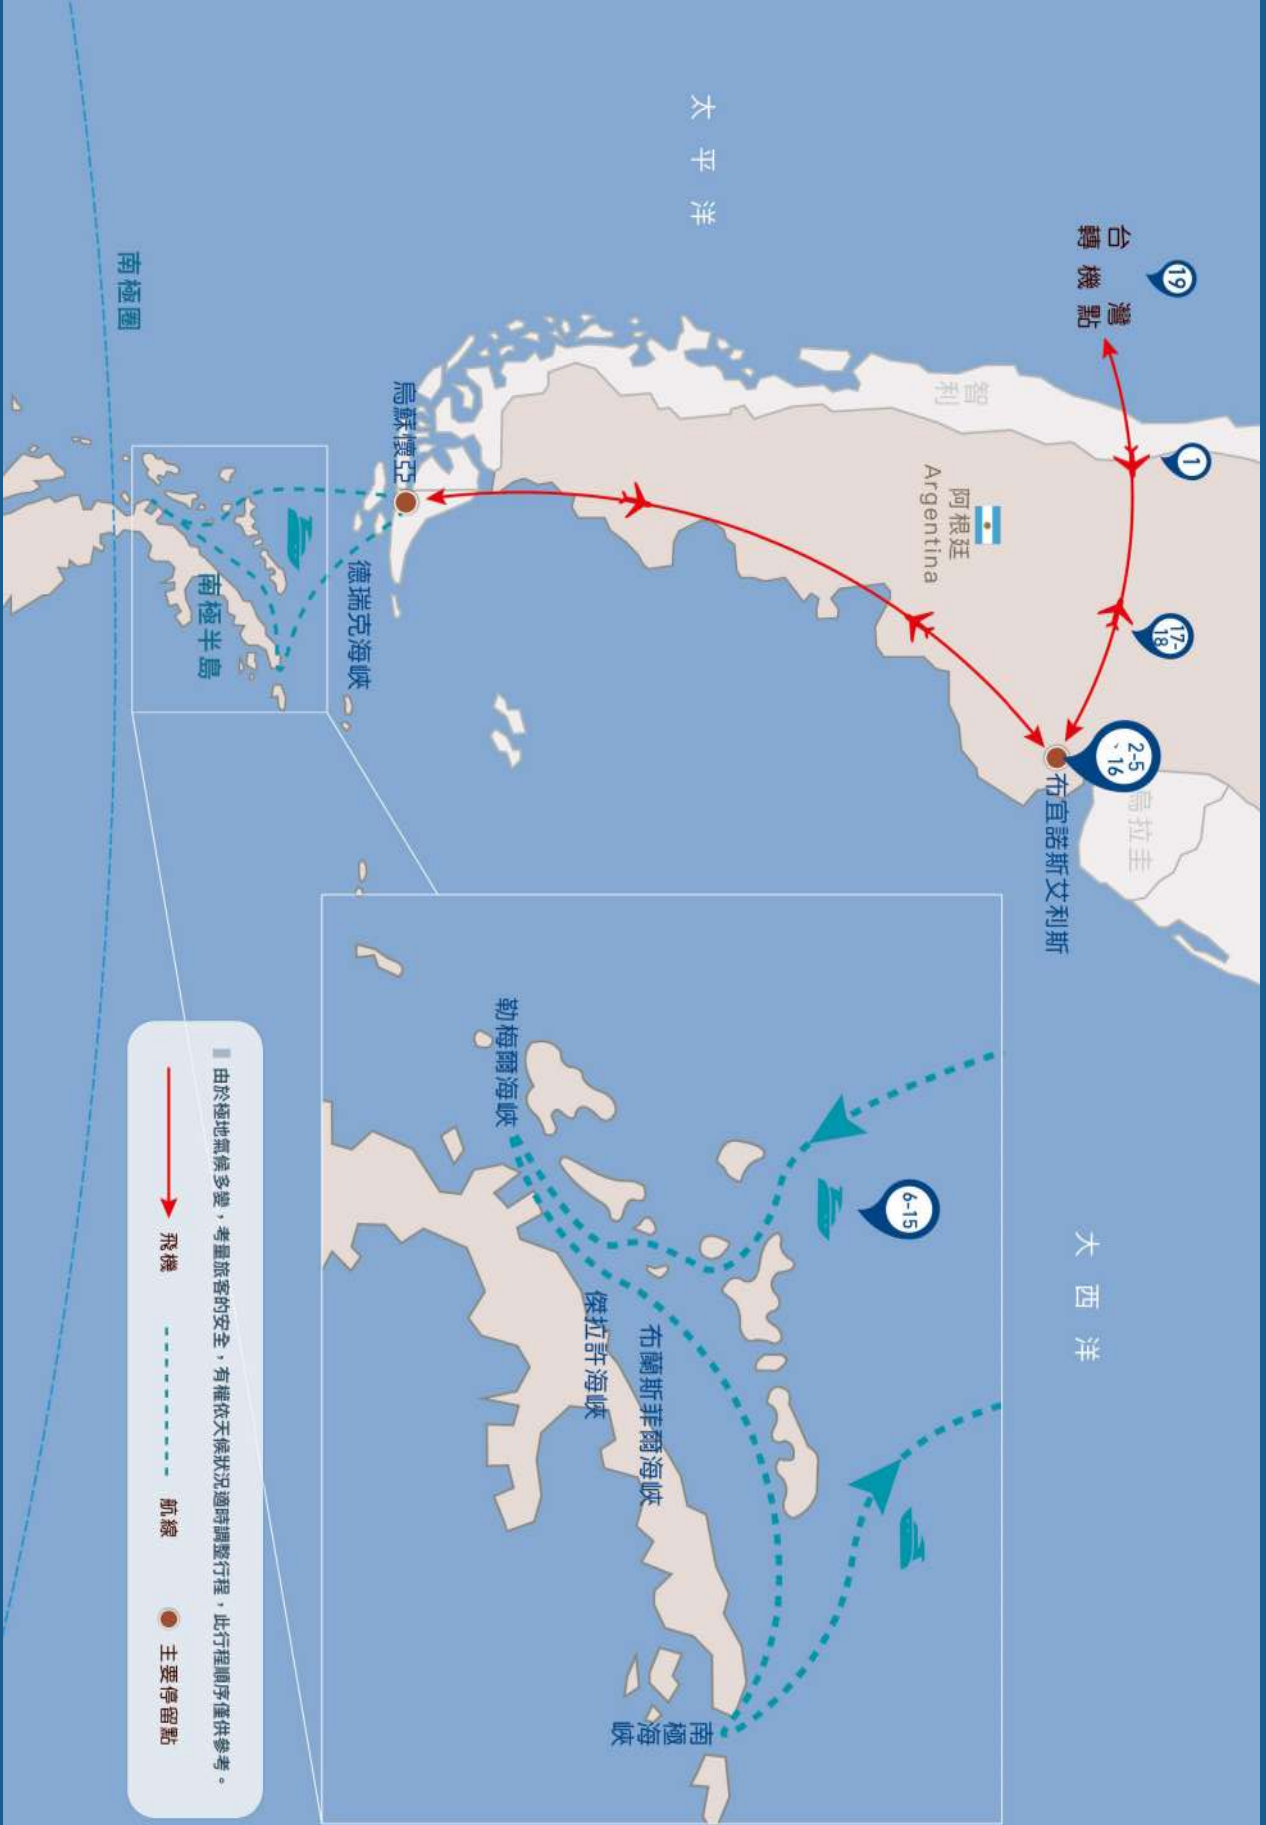 台灣
轉機點
19
1
17-
18
2-5
、16
烏拉圭
布宜諾斯艾利斯
智利
阿根廷
Argentina
太平洋
大西洋
烏蘇懷亞
德瑞克海峽
南極半島
南極圈
6-15
布蘭斯菲爾海峽
傑拉許海峽
勒梅爾海峽
南極海峽
由於極地氣候多變，考量旅客的安全，有權依天候狀況適時調整行程，此行程順序僅供參考。
飛機
航線
主要停留點